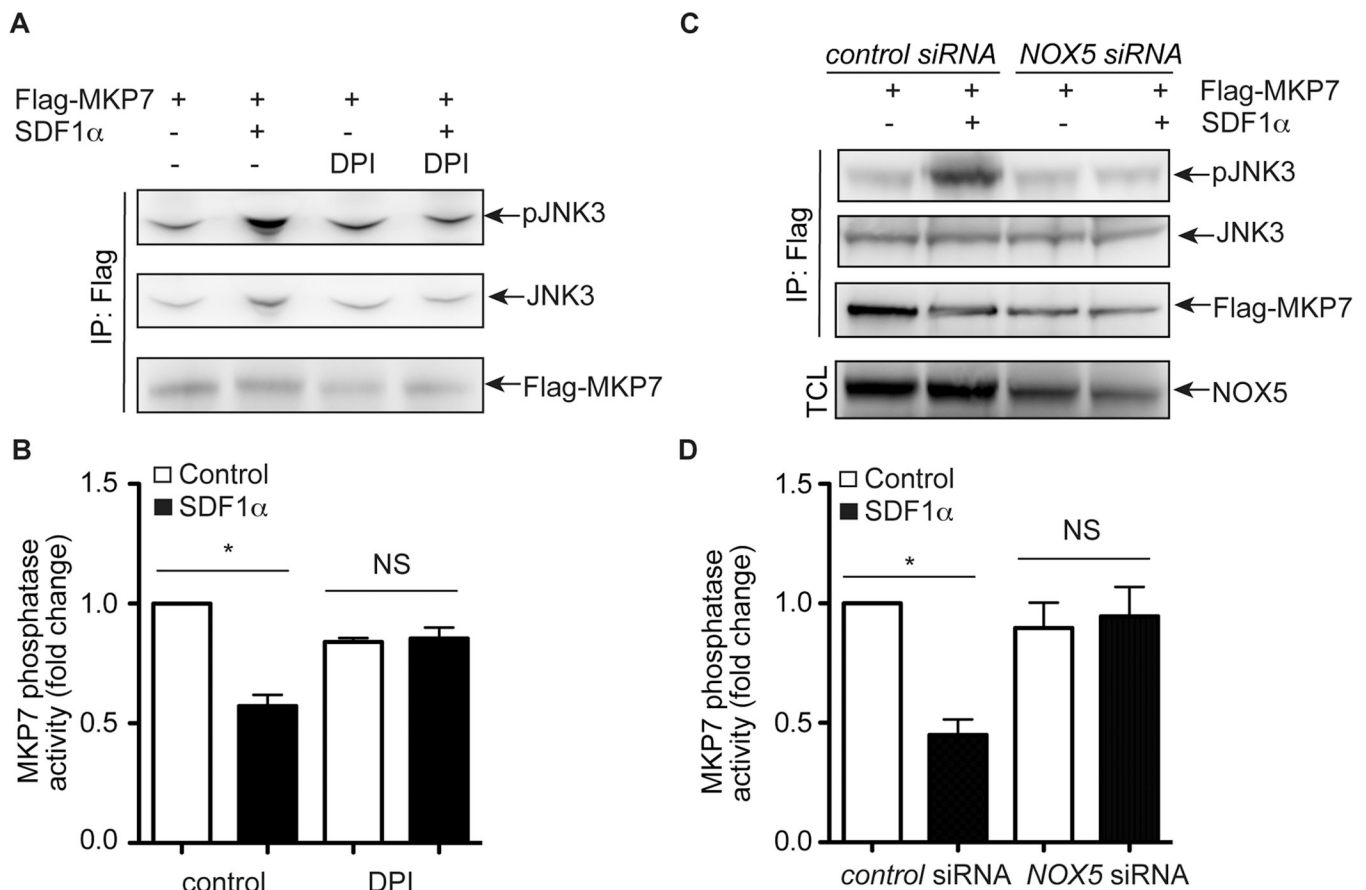 A
Flag-MKP7 + + + +
SDF1α - + - +
- - DPI DPI
IP: Flag
pJNK3
JNK3
Flag-MKP7
B
Control
SDF1α
MKP7 phosphatase
activity (fold change)
1.5
1.0
0.5
0.0
*
NS
control DPI
C
control siRNA NOX5 siRNA
+ + + + Flag-MKP7
- + - + SDF1α
IP: Flag
pJNK3
JNK3
Flag-MKP7
TCL
NOX5
D
Control
SDF1α
MKP7 phosphatase
activity (fold change)
1.5
1.0
0.5
0.0
*
NS
control siRNA NOX5 siRNA